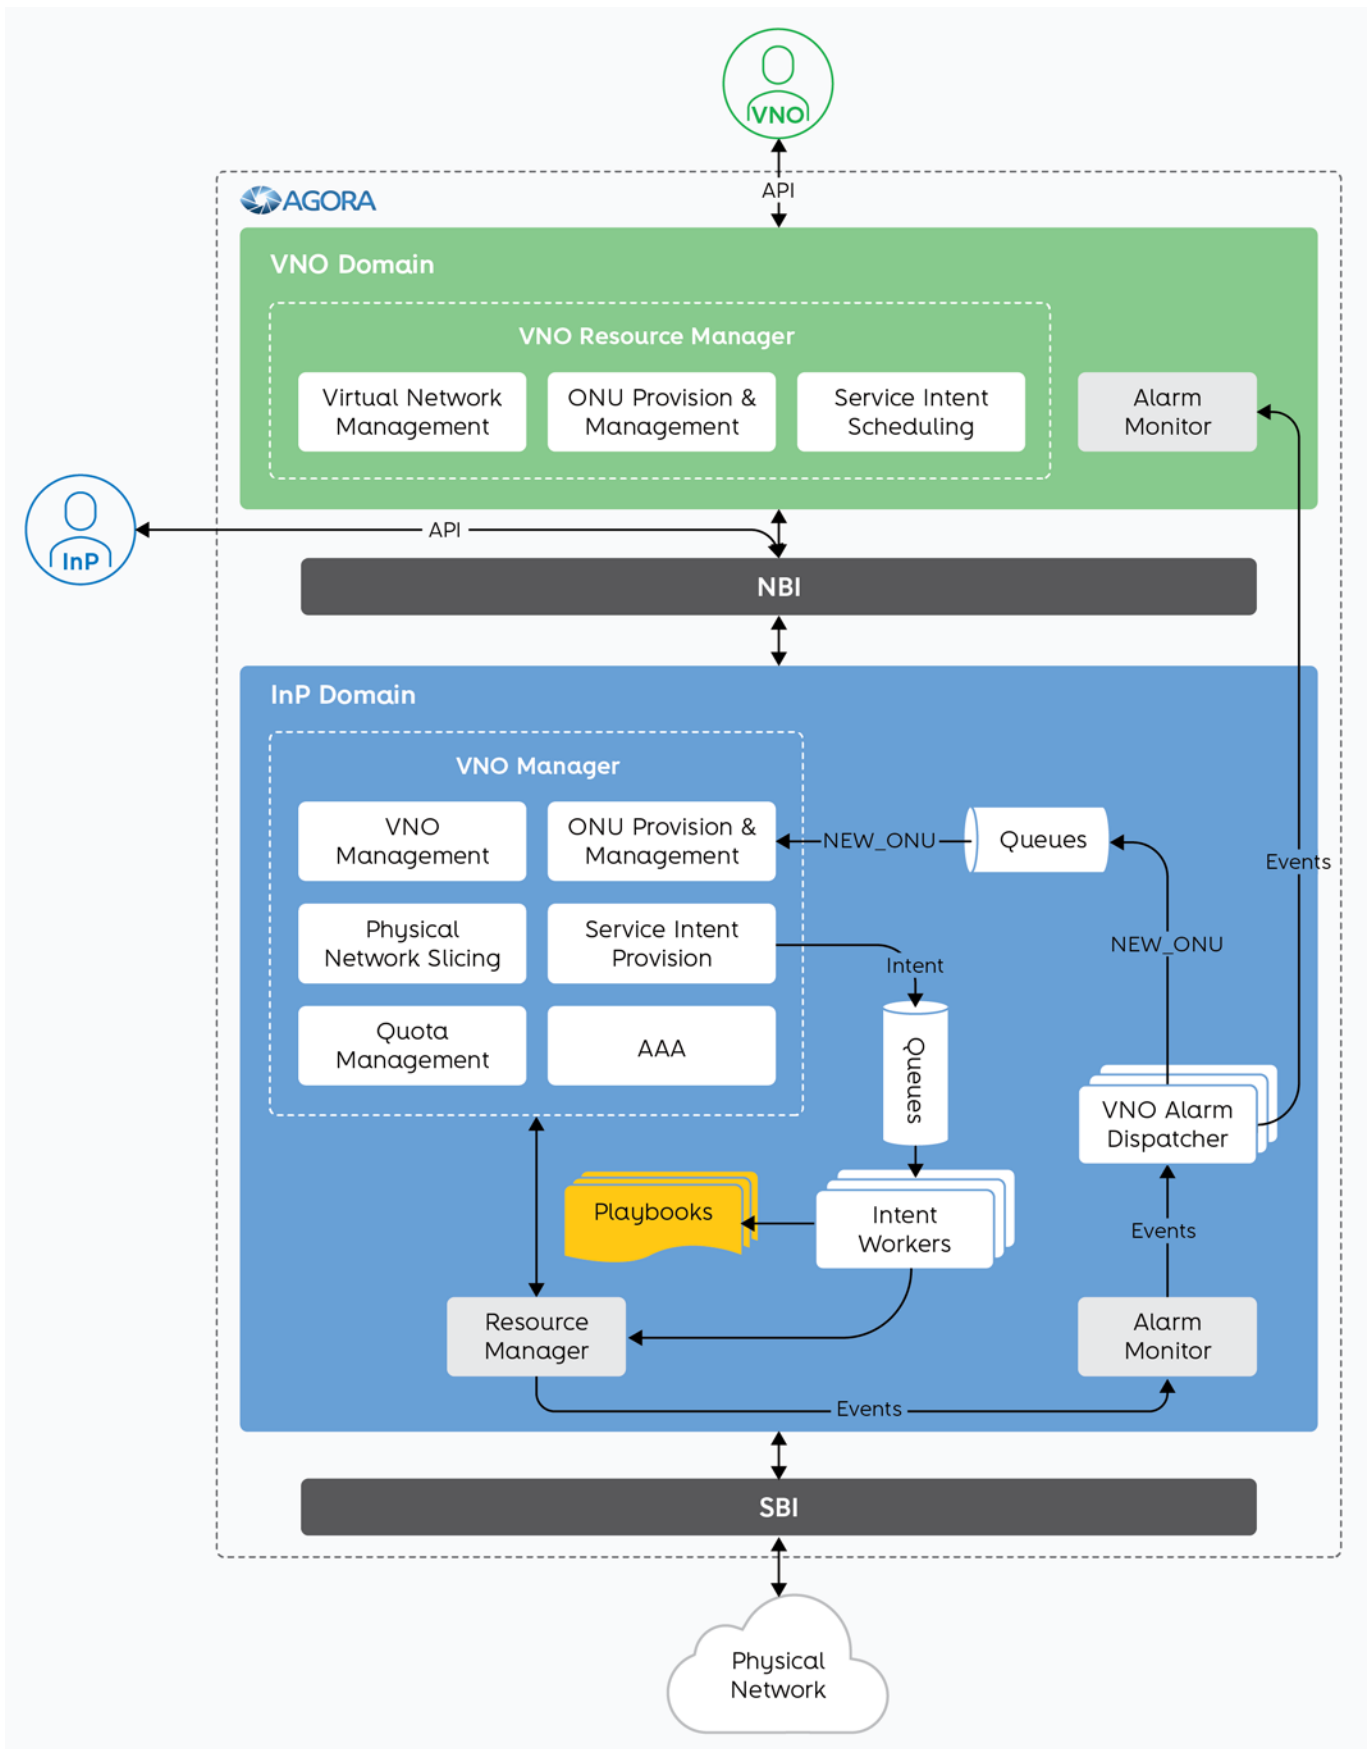 VNO
API
AGORA
VNO Domain
VNO Resource Manager
Virtual Network
Management
ONU Provision &
Management
Service Intent
Scheduling
Alarm
Monitor
InP
API
NBI
InP Domain
VNO Manager
VNO
Management
ONU Provision &
Management
NEW_ONU
Queues
Events
Physical
Network Slicing
Service Intent
Provision
Intent
NEW_ONU
Quota
Management
AAA
Queues
VNO Alarm
Dispatcher
Playbooks
Intent
Workers
Events
Resource
Manager
Alarm
Monitor
Events
SBI
Physical
Network